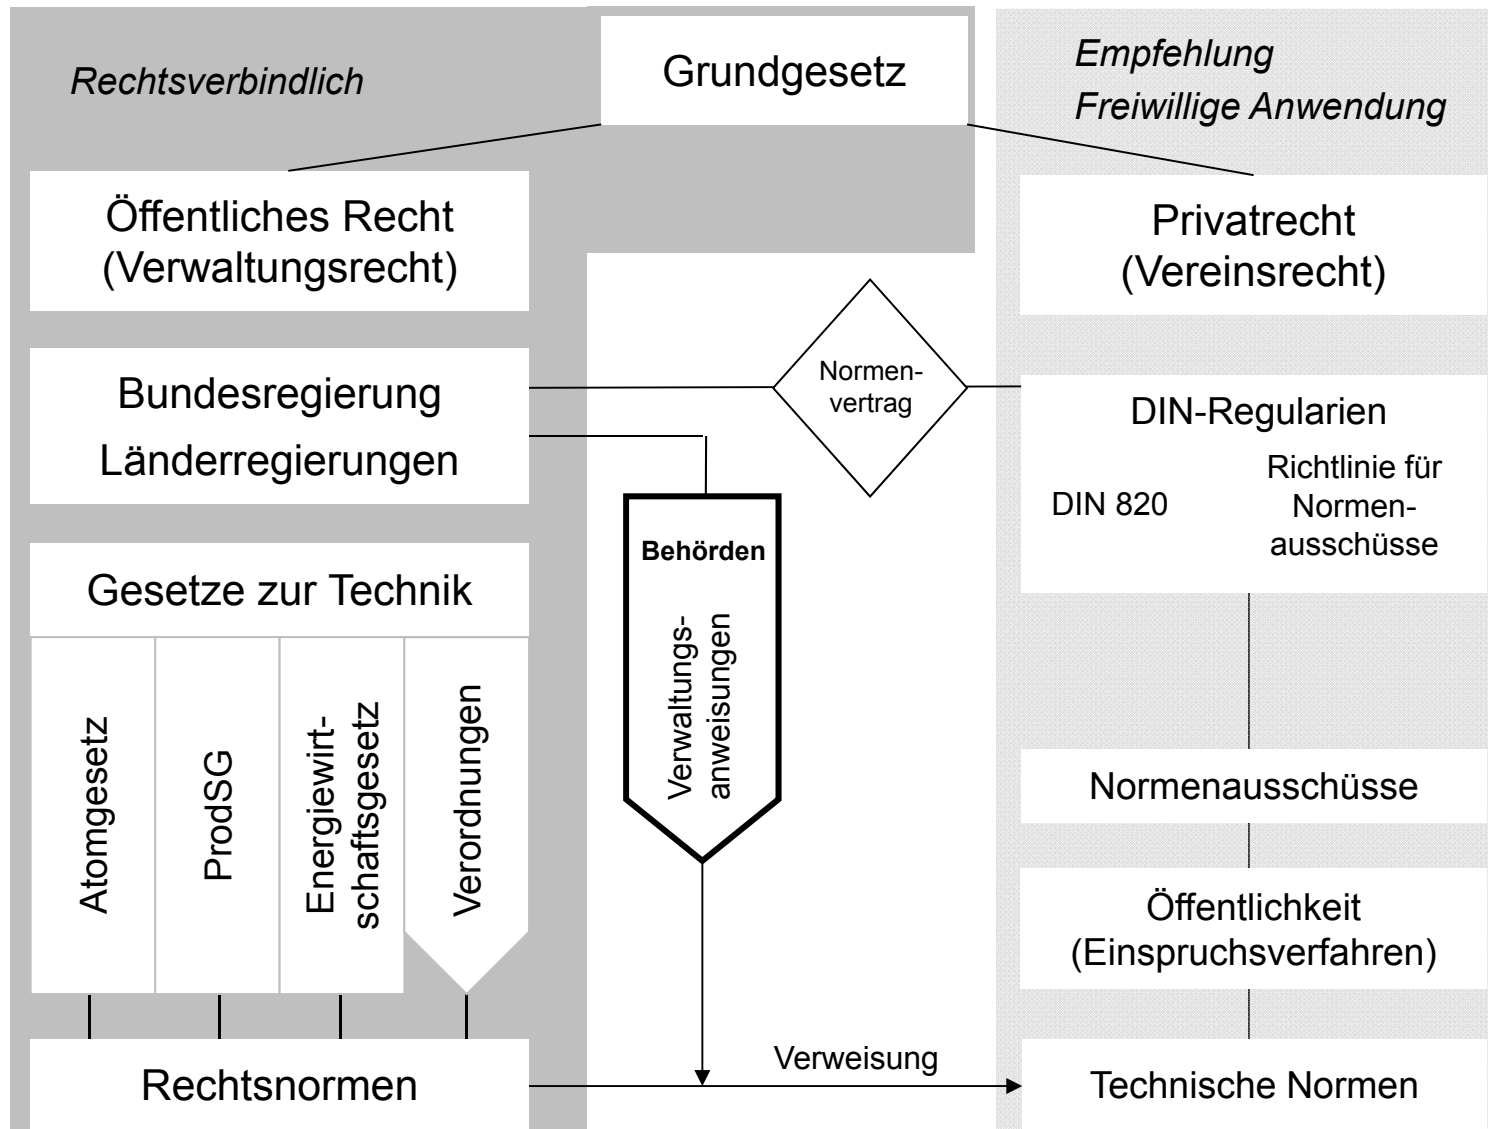 Rechtsverbindlich
Grundgesetz
Empfehlung
Freiwillige Anwendung
Öffentliches Recht
(Verwaltungsrecht)
Privatrecht
(Vereinsrecht)
Bundesregierung
Länderregierungen
Normen-
vertrag
DIN-Regularien
DIN 820
Richtlinie für
Normen-
ausschüsse
Gesetze zur Technik
Atomgesetz
ProdSG
Energiewirt-
schaftsgesetz
Verordnungen
Behörden
Verwaltungs-
anweisungen
Normenausschüsse
Öffentlichkeit
(Einspruchsverfahren)
Rechtsnormen
Verweisung
Technische Normen